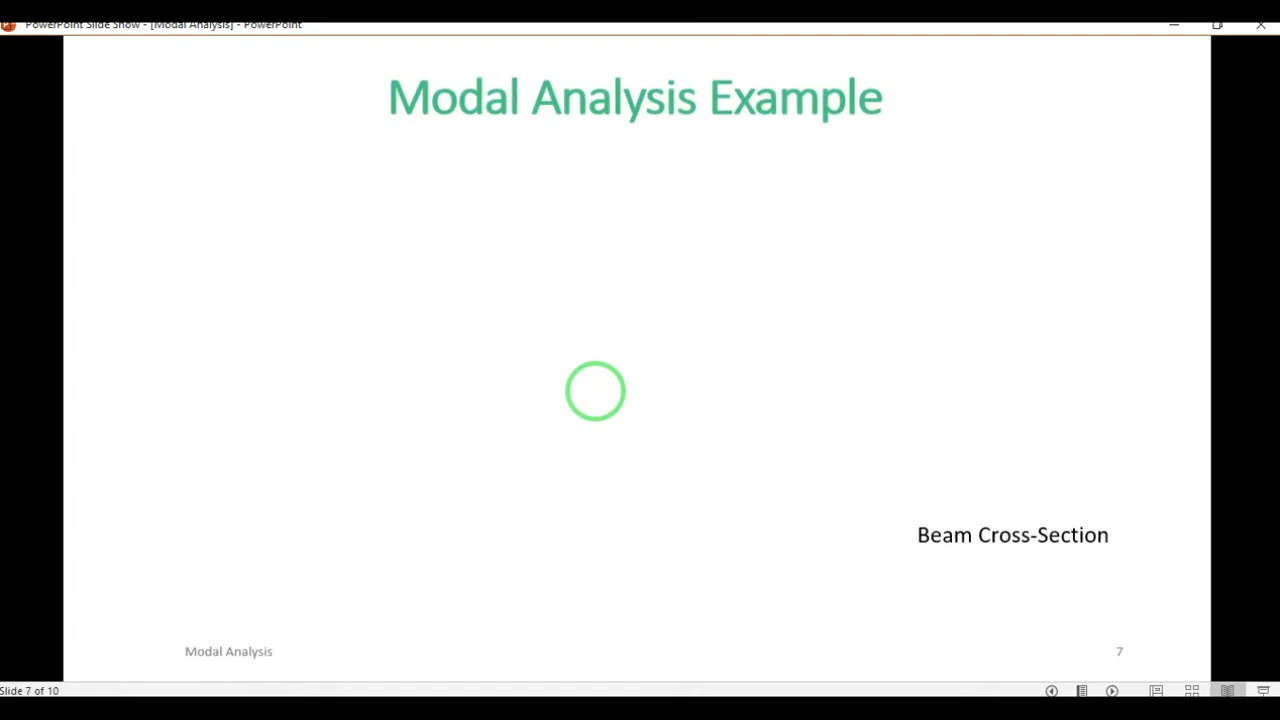 PowerPoint Slide Show - [Modal Analysis] - PowerPoint
Modal Analysis Example
Beam Cross-Section
Modal Analysis
7
Slide 7 of 10